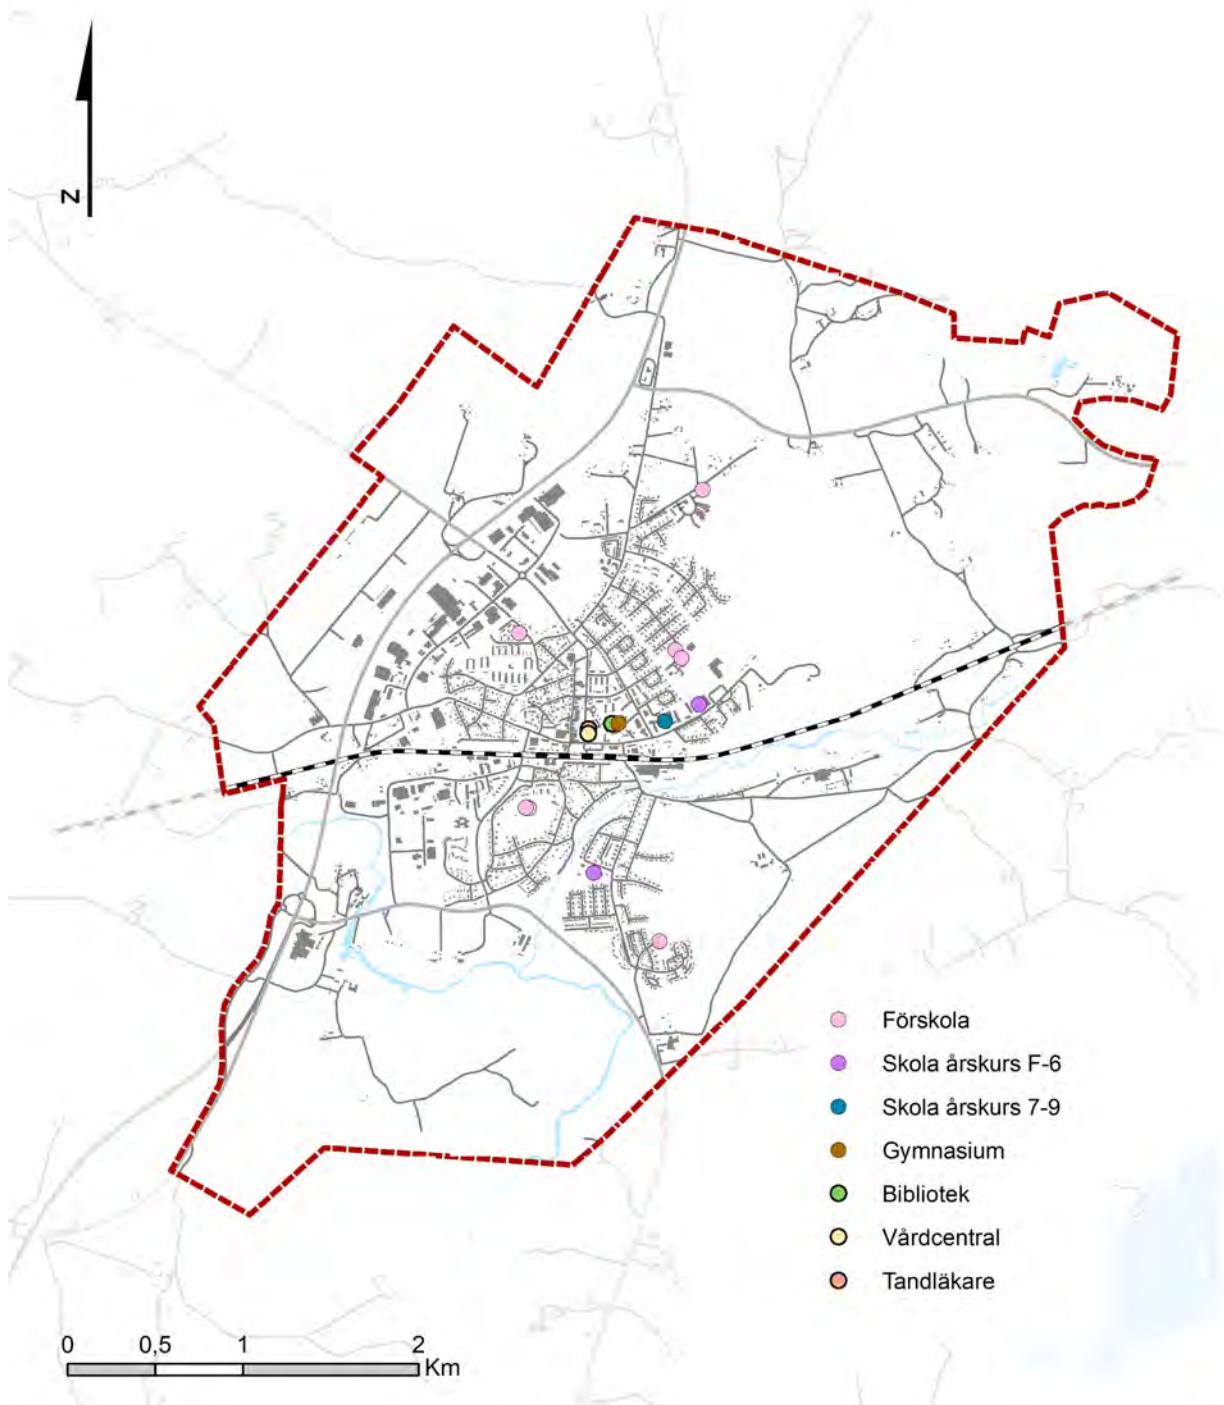 N
Förskola
Skola årskurs F-6
Skola årskurs 7-9
Gymnasium
Bibliotek
Vårdcentral
Tandläkare
0 0,5 1 2
Km